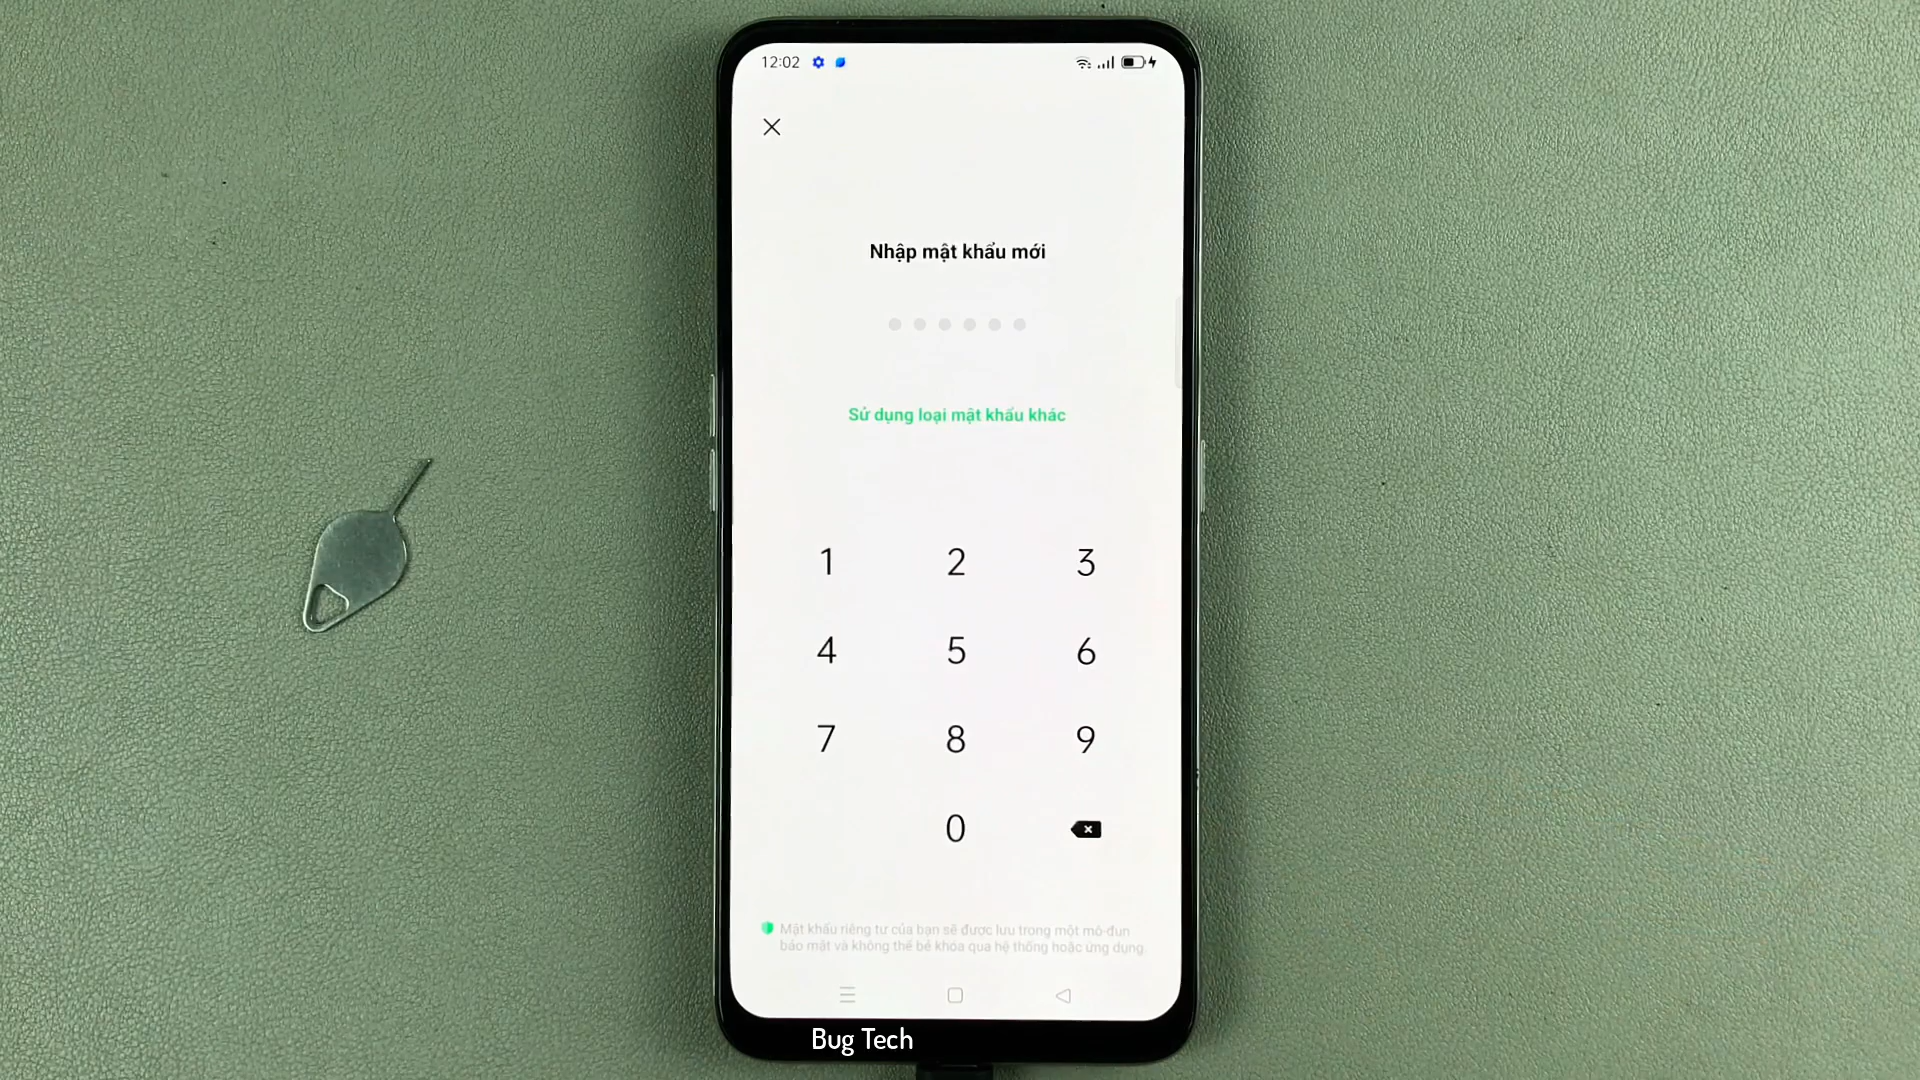 12:02
Nhập mật khẩu mới
Sử dụng loại mật khẩu khác
1 2 3
4 5 6
7 8 9
0
Mật khẩu riêng tư của bạn sẽ được lưu trong một mô-đun
bảo mật và không thể bẻ khóa qua hệ thống hoặc ứng dụng.
Bug Tech